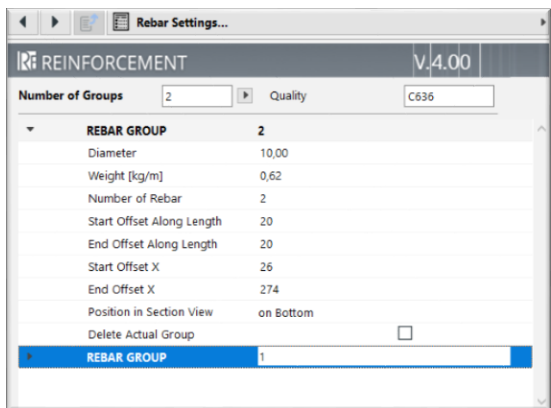 Rebar Settings...
REINFORCEMENT V.4.00
Number of Groups 2 Quality C636
REBAR GROUP 2
Diameter 10,00
Weight [kg/m] 0,62
Number of Rebar 2
Start Offset Along Length 20
End Offset Along Length 20
Start Offset X 26
End Offset X 274
Position in Section View on Bottom
Delete Actual Group
REBAR GROUP 1